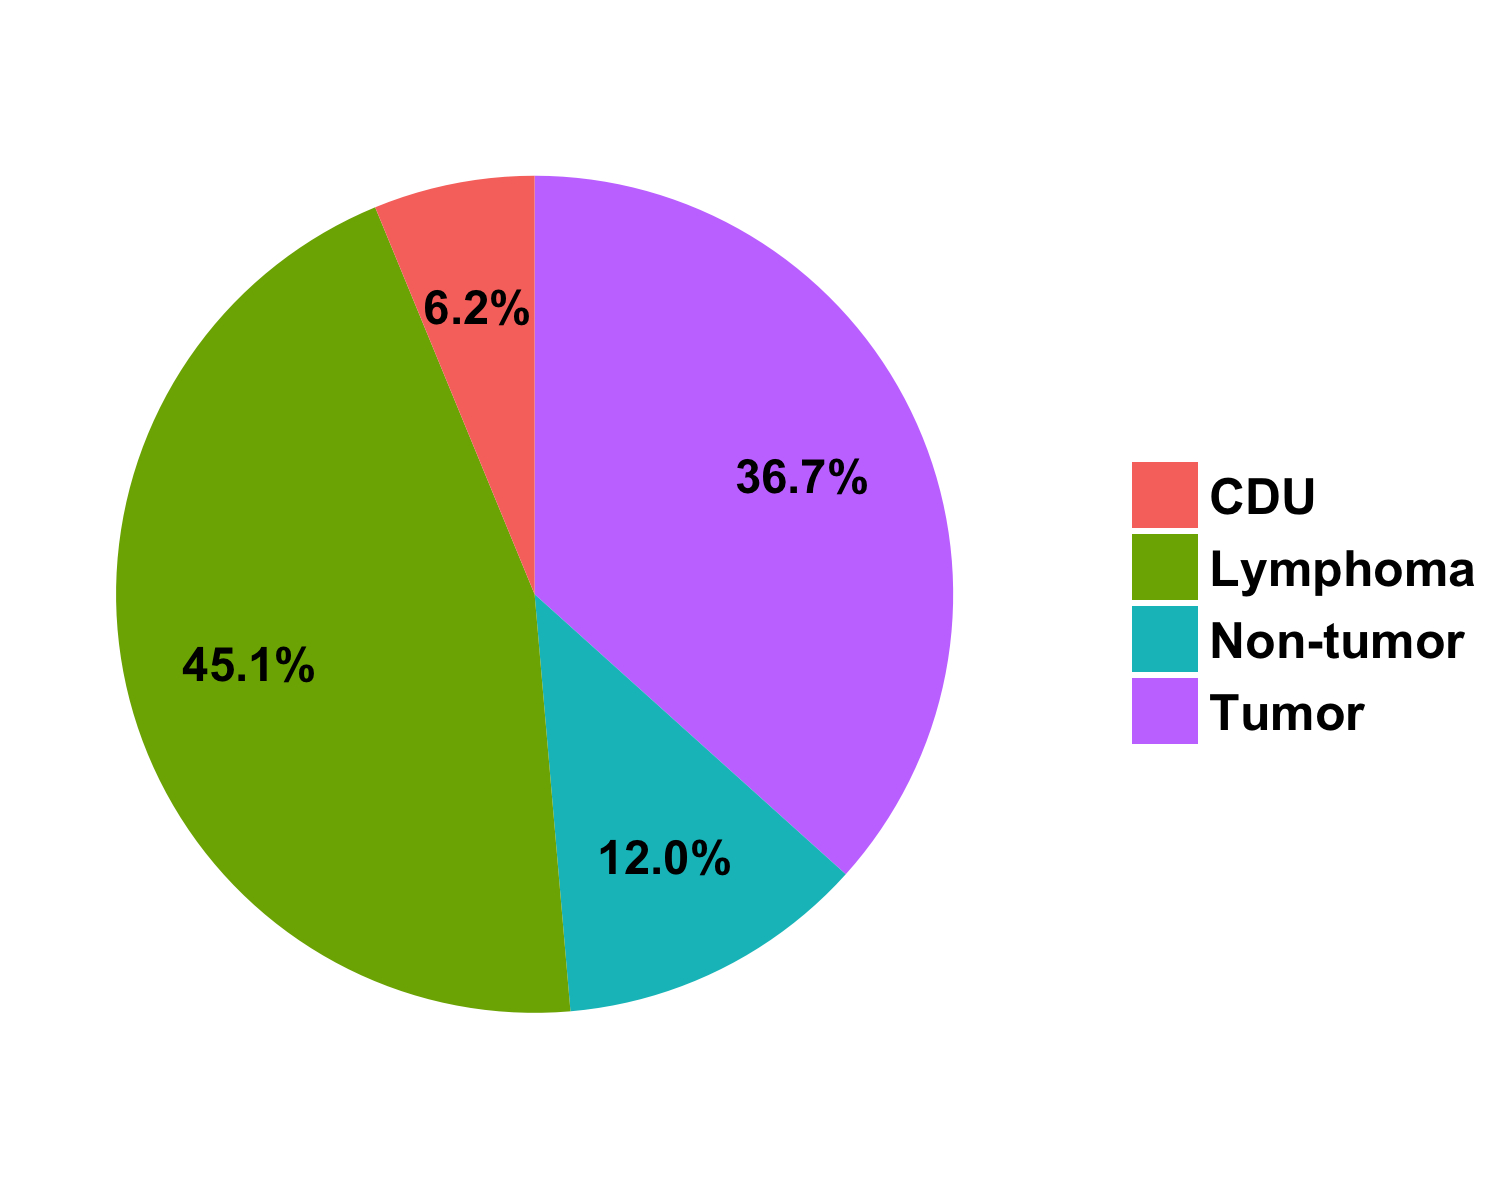 6.2%
36.7%
45.1%
12.0%
CDU
Lymphoma
Non-tumor
Tumor